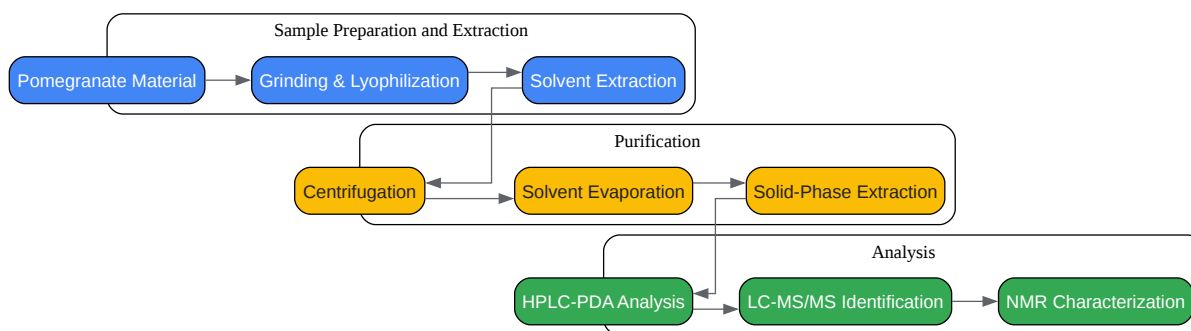 Sample Preparation and Extraction
Pomegranate Material
Grinding & Lyophilization
Solvent Extraction
Purification
Centrifugation
Solvent Evaporation
Solid-Phase Extraction
Analysis
HPLC-PDA Analysis
LC-MS/MS Identification
NMR Characterization